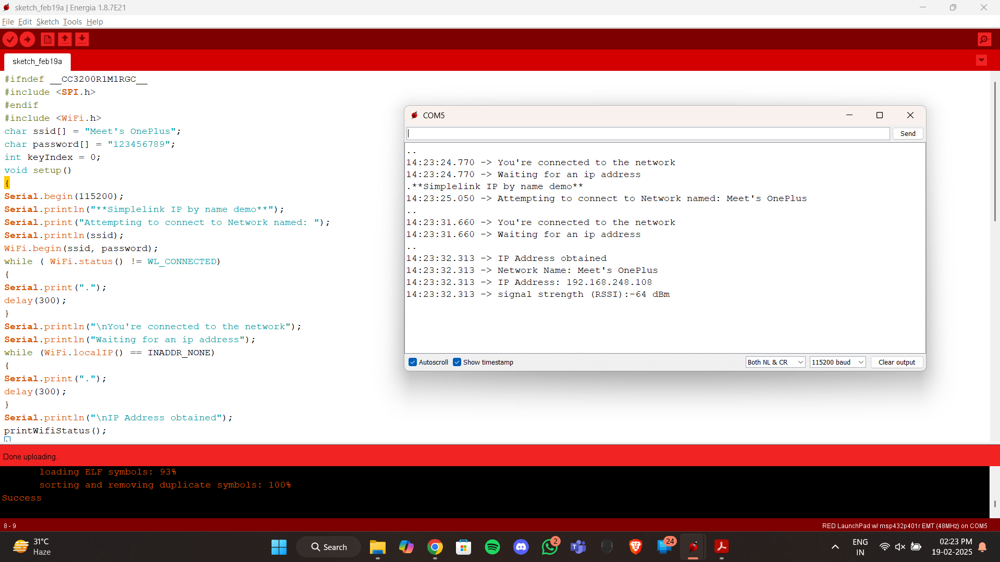 sketch_feb19a | Energia 1.8.7E21
File Edit Sketch Tools Help
sketch_feb19a
#ifndef __CC3200R1M1RGC__
#include <SPI.h>
#endif
#include <WiFi.h>
char ssid[] = "Meet's OnePlus";
char password[] = "123456789";
int keyIndex = 0;
void setup()
{
Serial.begin(115200);
Serial.println("**Simplelink IP by name demo**");
Serial.print("Attempting to connect to Network named: ");
Serial.println(ssid);
WiFi.begin(ssid, password);
while ( WiFi.status() != WL_CONNECTED)
{
Serial.print(".");
delay(300);
}
Serial.println("\nYou're connected to the network");
Serial.println("Waiting for an ip address");
while (WiFi.localIP() == INADDR_NONE)
{
Serial.print(".");
delay(300);
}
Serial.println("\nIP Address obtained");
printWifiStatus();
COM5
Send
..
14:23:24.770 -> You're connected to the network
14:23:24.770 -> Waiting for an ip address
.**Simplelink IP by name demo**
14:23:25.050 -> Attempting to connect to Network named: Meet's OnePlus
..
14:23:31.660 -> You're connected to the network
14:23:31.660 -> Waiting for an ip address
..
14:23:32.313 -> IP Address obtained
14:23:32.313 -> Network Name: Meet's OnePlus
14:23:32.313 -> IP Address: 192.168.248.108
14:23:32.313 -> signal strength (RSSI):-64 dBm
Autoscroll Show timestamp Both NL & CR 115200 baud Clear output
Done uploading.
loading ELF symbols: 93%
sorting and removing duplicate symbols: 100%
Success
8 - 9 RED LaunchPad w/ msp432p401r EMT (48MHz) on COM5
31°C
Haze
Search
2
24
ENG
IN
02:23 PM
19-02-2025